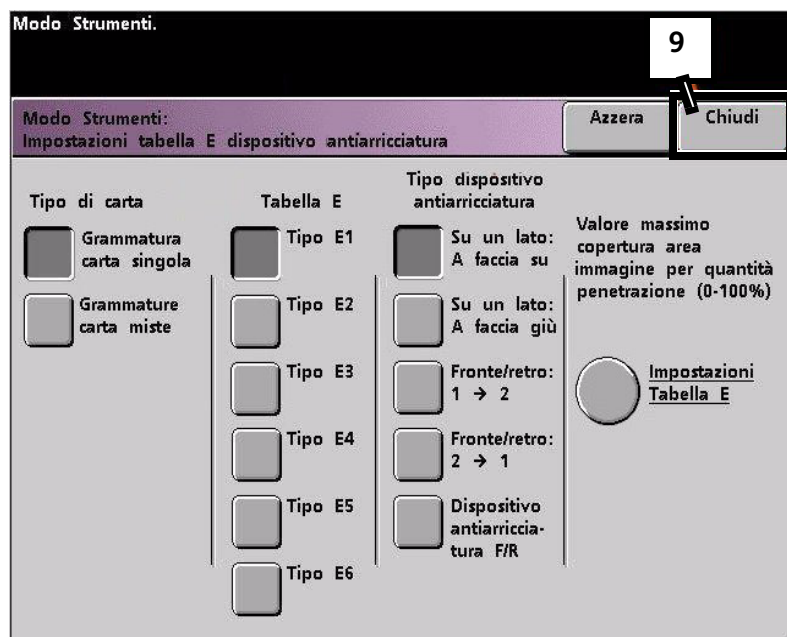 Modo Strumenti.
9
Modo Strumenti:
Impostazioni tabella E dispositivo antiarricciatura
Azzera
Chiudi
Tipo di carta
Grammatura
carta singola
Grammature
carta miste
Tabella E
Tipo E1
Tipo E2
Tipo E3
Tipo E4
Tipo E5
Tipo E6
Tipo dispositivo
antiarricciatura
Su un lato:
A faccia su
Su un lato:
A faccia giù
Fronte/retro:
1 → 2
Fronte/retro:
2 → 1
Dispositivo
antiarriccia-
tura F/R
Valore massimo
copertura area
immagine per quantità
penetrazione (0-100%)
Impostazioni
Tabella E